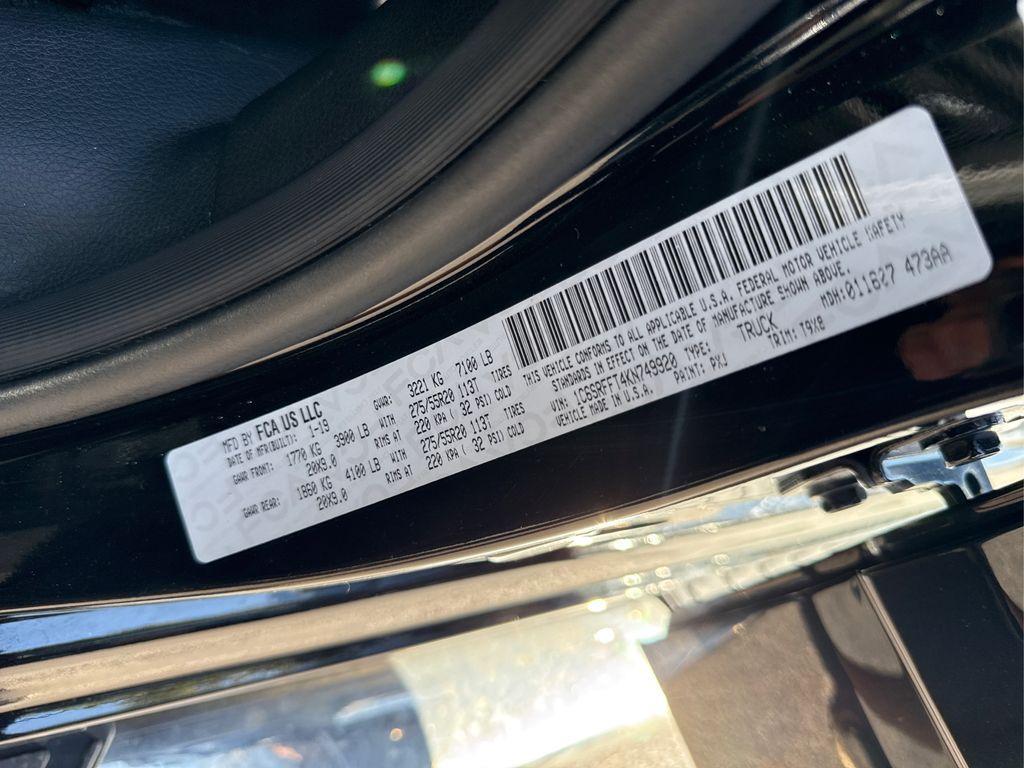 MFD BY FCA US LLC
DATE OF MFR(BUILT): 1-19 GVWR: 3221 KG 7100 LB
GAWR FRONT: 1770 KG 3900 LB WITH 275/55R20 113T TIRES
20X9.0 RIMS AT 220 KPA ( 32 PSI) COLD
GAWR REAR: 1860 KG 4100 LB WITH 275/55R20 113T TIRES
20X9.0 RIMS AT 220 KPA ( 32 PSI) COLD
THIS VEHICLE CONFORMS TO ALL APPLICABLE U.S.A. FEDERAL MOTOR VEHICLE SAFETY
STANDARDS IN EFFECT ON THE DATE OF MANUFACTURE SHOWN ABOVE.
VIN: 1C6SRFFT4KN749920 TYPE: TRUCK MDH:011627 473AA
VEHICLE MADE IN U.S.A. PAINT: PXJ TRIM: T9X8